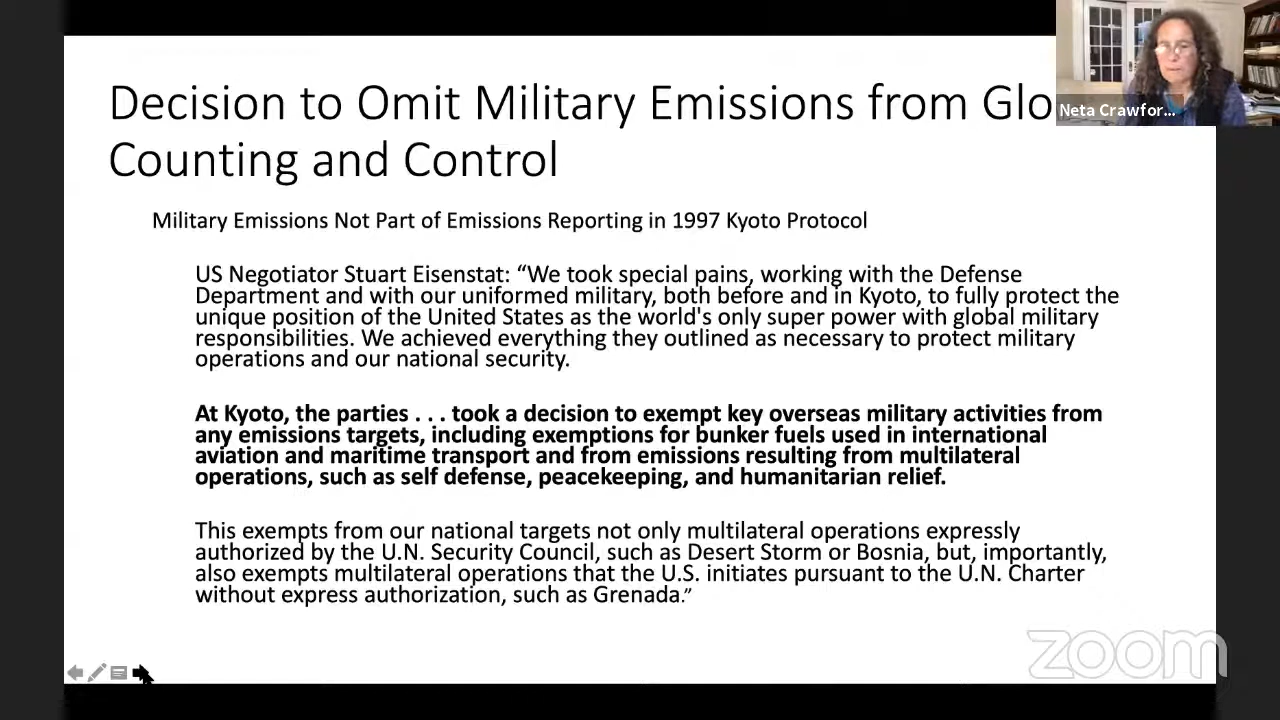 Decision to Omit Military Emissions from Glo
Counting and Control
Neta Crawfor...
Military Emissions Not Part of Emissions Reporting in 1997 Kyoto Protocol
US Negotiator Stuart Eisenstat: “We took special pains, working with the Defense
Department and with our uniformed military, both before and in Kyoto, to fully protect the
unique position of the United States as the world's only super power with global military
responsibilities. We achieved everything they outlined as necessary to protect military
operations and our national security.
At Kyoto, the parties . . . took a decision to exempt key overseas military activities from
any emissions targets, including exemptions for bunker fuels used in international
aviation and maritime transport and from emissions resulting from multilateral
operations, such as self defense, peacekeeping, and humanitarian relief.
This exempts from our national targets not only multilateral operations expressly
authorized by the U.N. Security Council, such as Desert Storm or Bosnia, but, importantly,
also exempts multilateral operations that the U.S. initiates pursuant to the U.N. Charter
without express authorization, such as Grenada.”
zoom